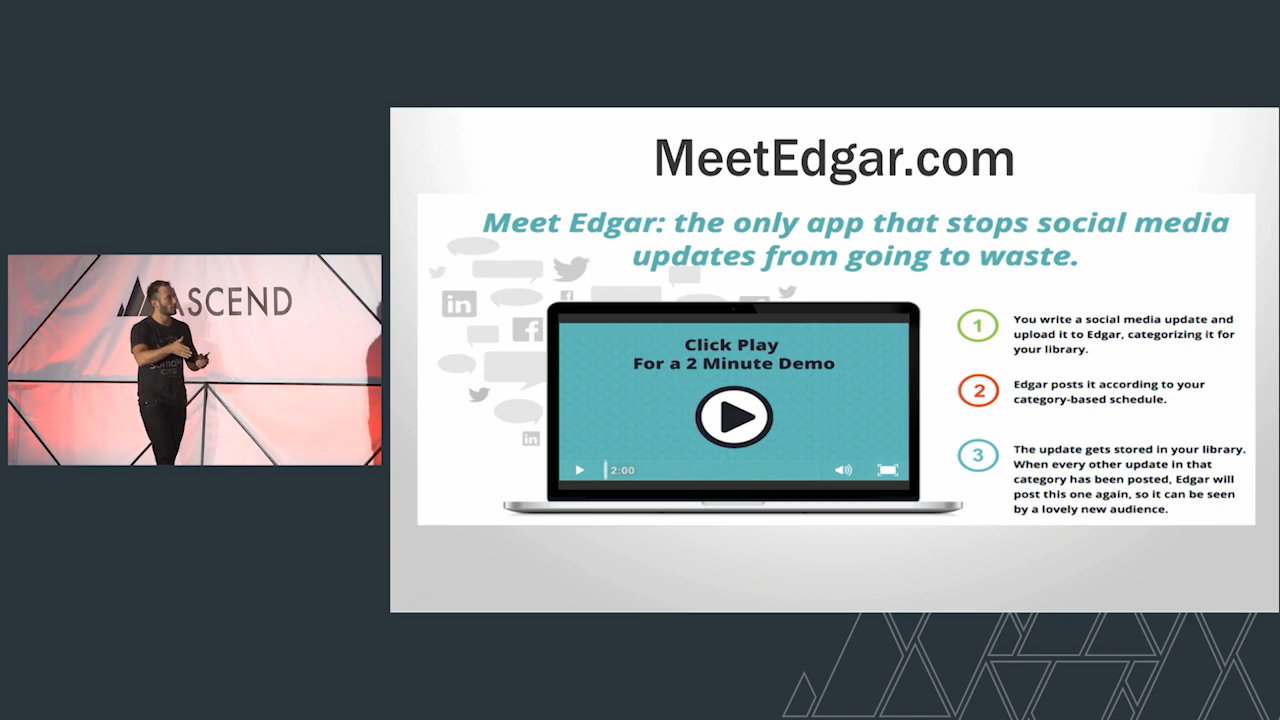 MeetEdgar.com
Meet Edgar: the only app that stops social media
updates from going to waste.
ASCEND
in
f
f
in
Click Play
For a 2 Minute Demo
2:00
1
You write a social media update and
upload it to Edgar, categorizing it for
your library.
2
Edgar posts it according to your
category-based schedule.
3
The update gets stored in your library.
When every other update in that
category has been posted, Edgar will
post this one again, so it can be seen
by a lovely new audience.